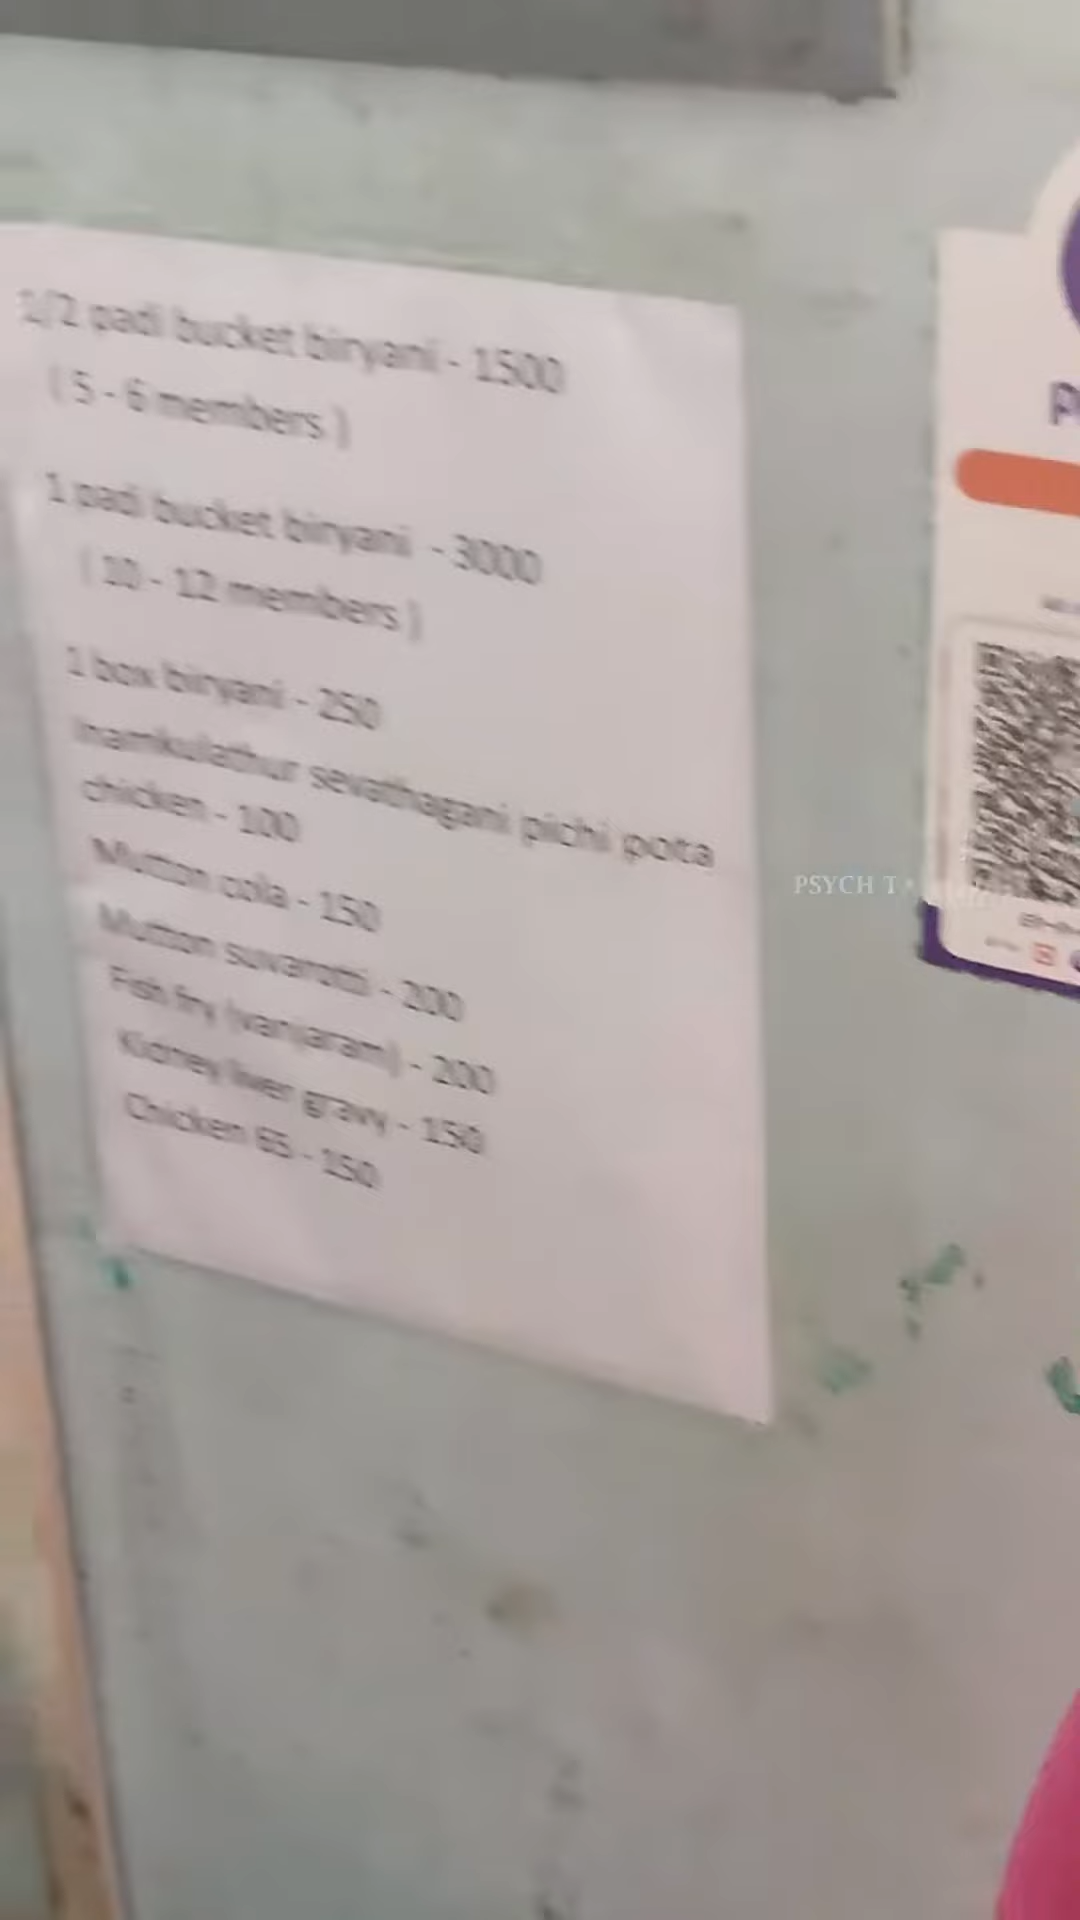 1/2 padi bucket biryani - 1500
( 5 - 6 members )
1 padi bucket biryani - 3000
( 10 - 12 members )
1 box biryani - 250
Inamkulathur sevathagani pichi pota
chicken - 100
Mutton cola - 150
Mutton suvarotti - 200
Fish fry (vanjaram) - 200
Kidney liver gravy - 150
Chicken 65 - 150
PSYCH T